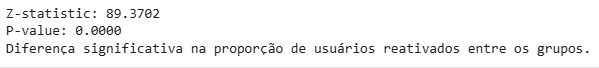 Z-statistic: 89.3702
P-value: 0.0000
Diferença significativa na proporção de usuários reativados entre os grupos.